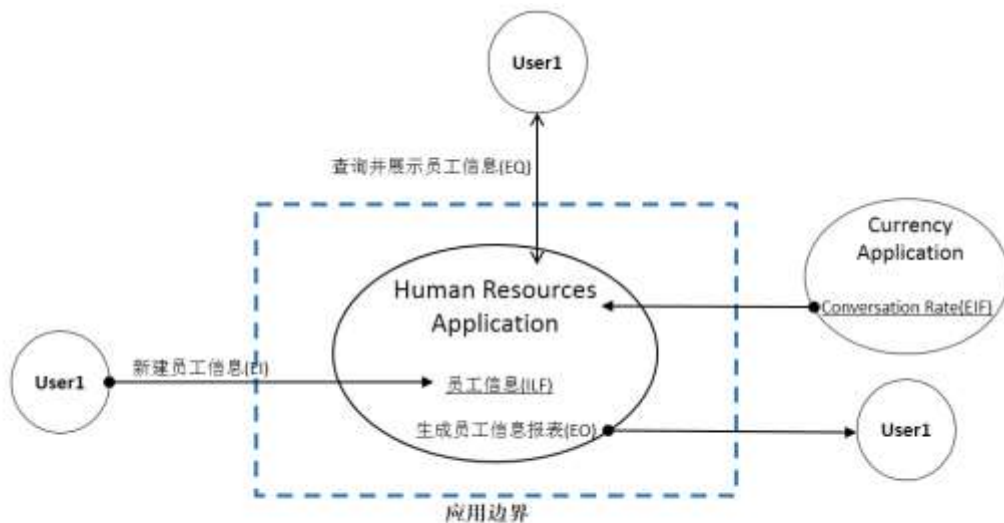 User1
查询并展示员工信息(EQ)
Currency
Application
Conversation Rate(EIF)
Human Resources
Application
User1
新建员工信息(EI)
员工信息(ILF)
生成员工信息报表(EO)
User1
应用边界